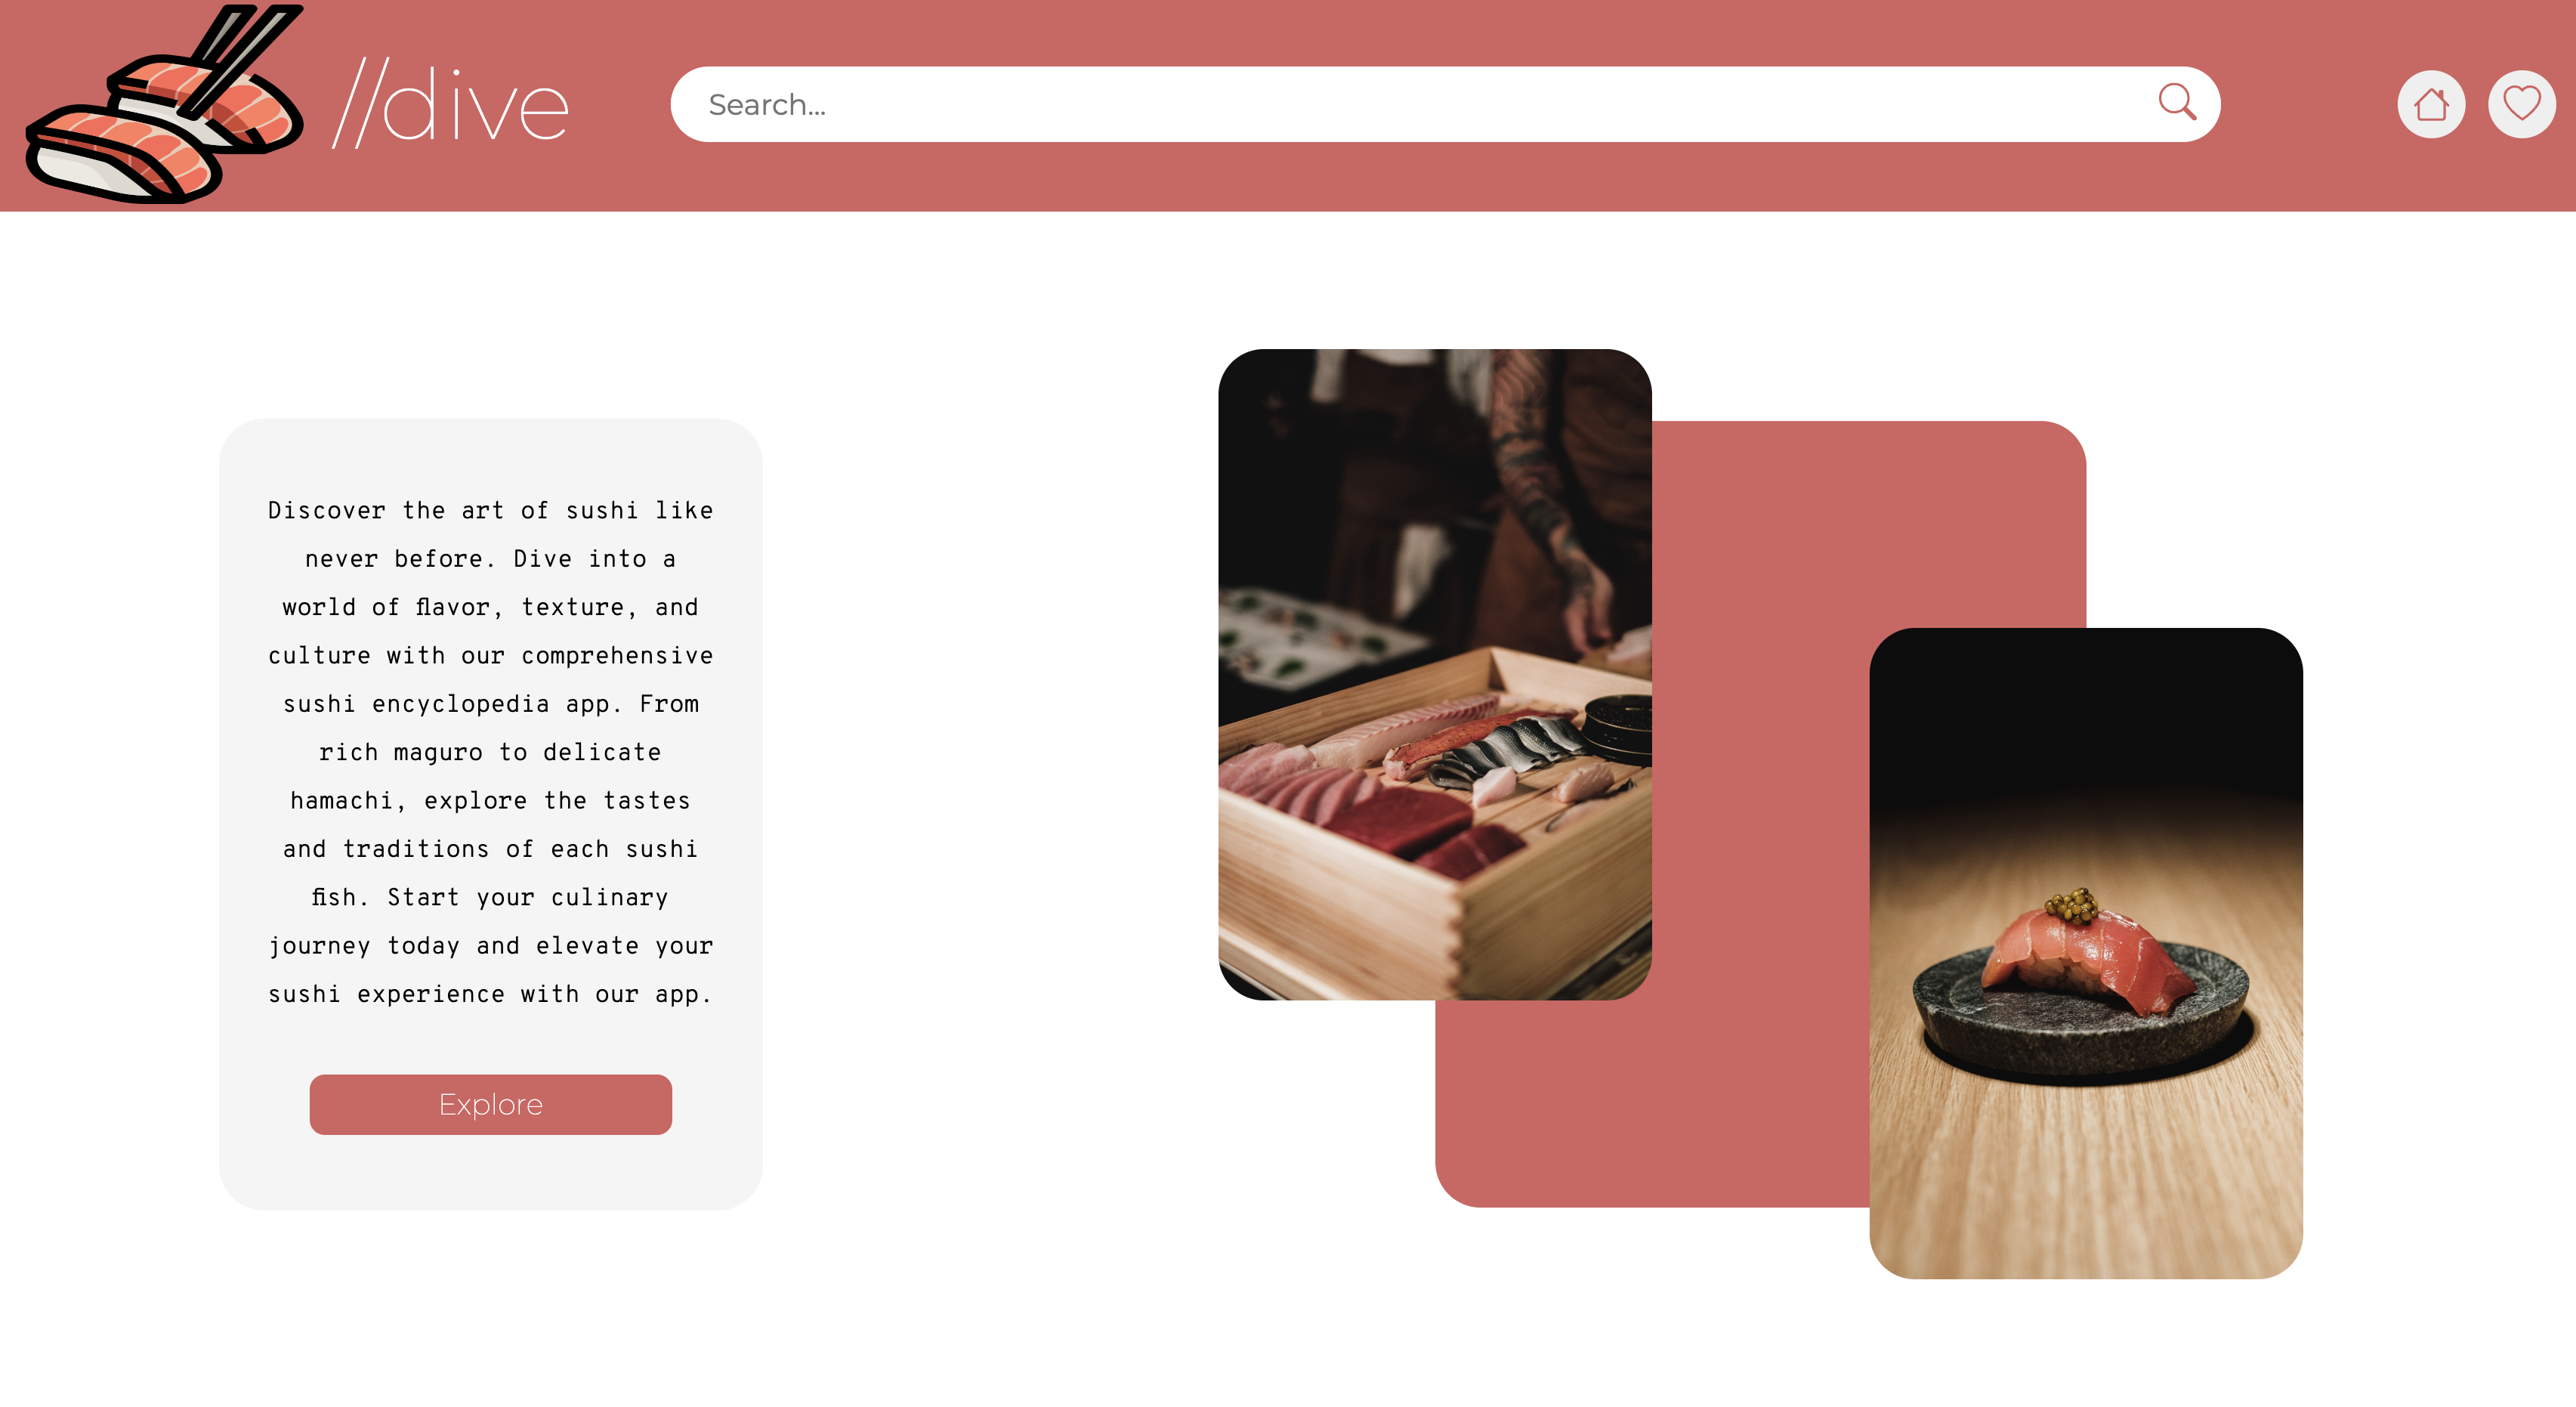 //dive
Search...
Discover the art of sushi like
never before. Dive into a
world of flavor, texture, and
culture with our comprehensive
sushi encyclopedia app. From
rich maguro to delicate
hamachi, explore the tastes
and traditions of each sushi
fish. Start your culinary
journey today and elevate your
sushi experience with our app.
Explore